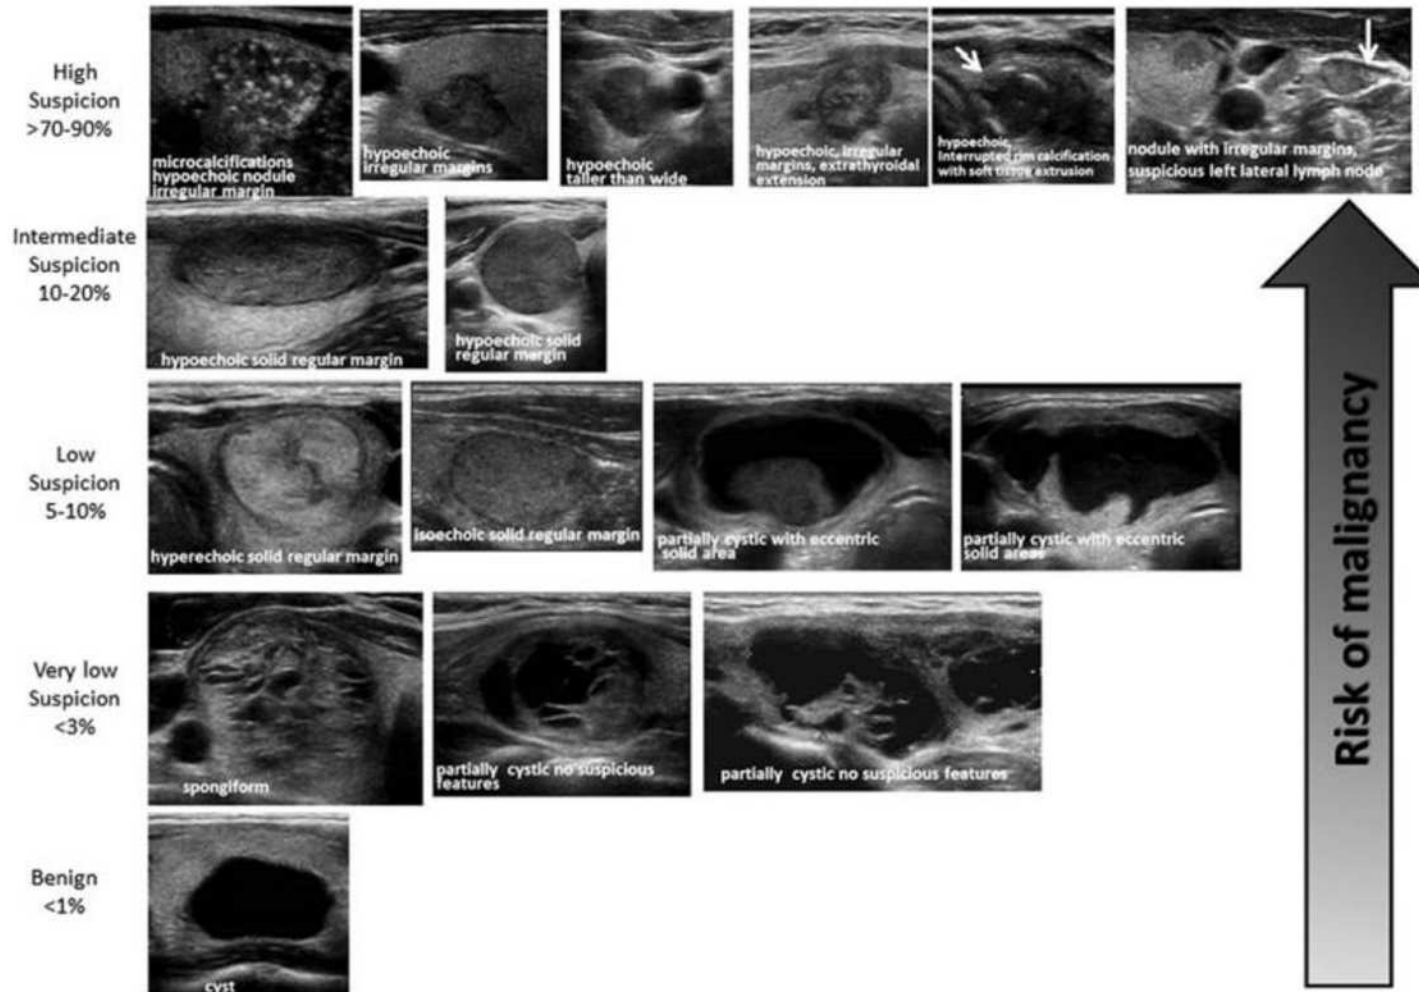 High
Suspicion
>70-90%
microcalcifications
hypoechoic nodule
irregular margin
hypoechoic
irregular margins
hypoechoic
taller than wide
hypoechoic, irregular
margins, extrathyroidal
extension
hypoechoic,
Interrupted rim calcification
with soft tissue extrusion
nodule with irregular margins,
suspicious left lateral lymph node
Intermediate
Suspicion
10-20%
hypoechoic solid regular margin
hypoechoic solid
regular margin
Low
Suspicion
5-10%
hyperechoic solid regular margin
isoechoic solid regular margin
partially cystic with eccentric
solid area
partially cystic with eccentric
solid areas
Very low
Suspicion
<3%
spongiform
partially cystic no suspicious
features
partially cystic no suspicious features
Benign
<1%
cyst
Risk of malignancy